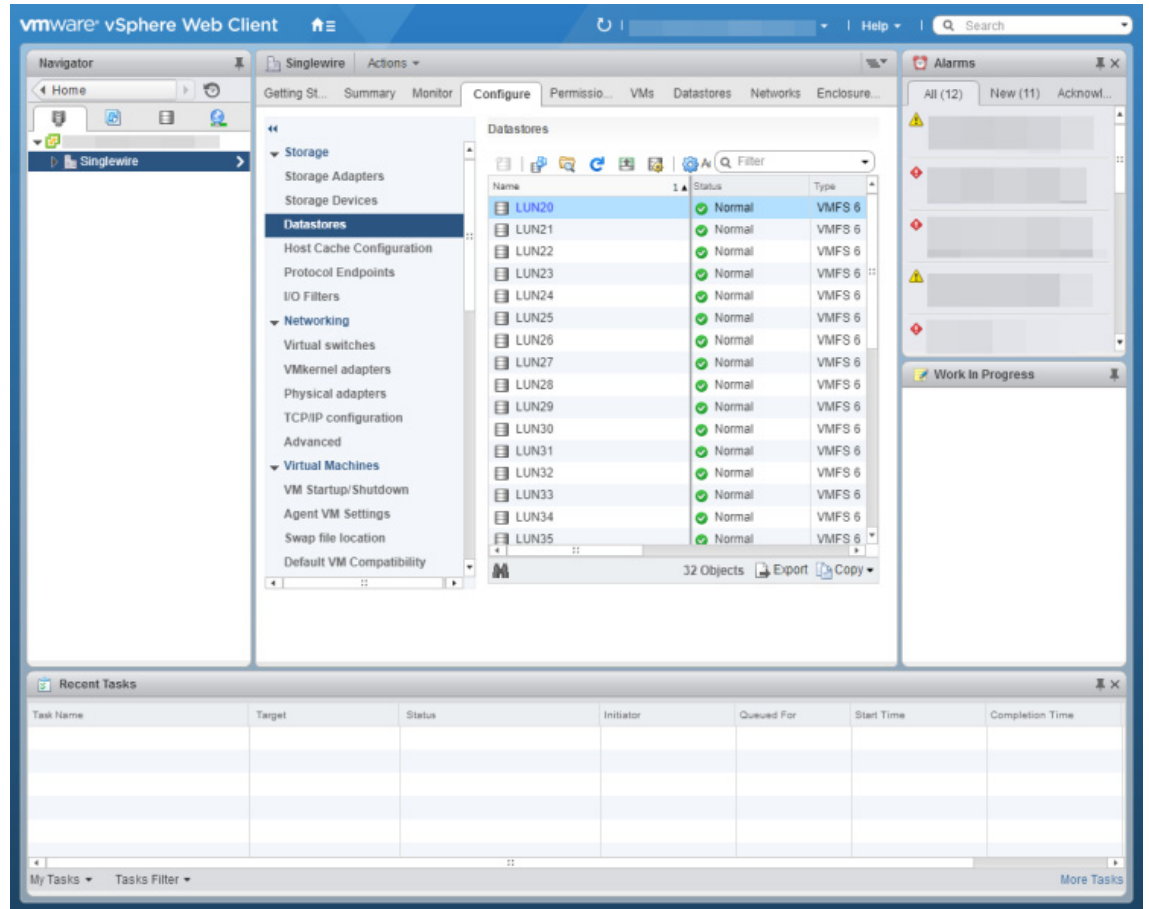 vmware® vSphere Web Client
Help
Search
Navigator
Home
Singlewire
Singlewire Actions
Getting St... Summary Monitor Configure Permissio... VMs Datastores Networks Enclosure...
Storage
Storage Adapters
Storage Devices
Datastores
Host Cache Configuration
Protocol Endpoints
I/O Filters
Networking
Virtual switches
VMkernel adapters
Physical adapters
TCP/IP configuration
Advanced
Virtual Machines
VM Startup/Shutdown
Agent VM Settings
Swap file location
Default VM Compatibility
Datastores
Filter
Name 1 Status Type
LUN20 Normal VMFS 6
LUN21 Normal VMFS 6
LUN22 Normal VMFS 6
LUN23 Normal VMFS 6
LUN24 Normal VMFS 6
LUN25 Normal VMFS 6
LUN26 Normal VMFS 6
LUN27 Normal VMFS 6
LUN28 Normal VMFS 6
LUN29 Normal VMFS 6
LUN30 Normal VMFS 6
LUN31 Normal VMFS 6
LUN32 Normal VMFS 6
LUN33 Normal VMFS 6
LUN34 Normal VMFS 6
LUN35 Normal VMFS 6
32 Objects Export Copy
Alarms
All (12) New (11) Acknowl...
Work In Progress
Recent Tasks
Task Name Target Status Initiator Queued For Start Time Completion Time
My Tasks Tasks Filter More Tasks